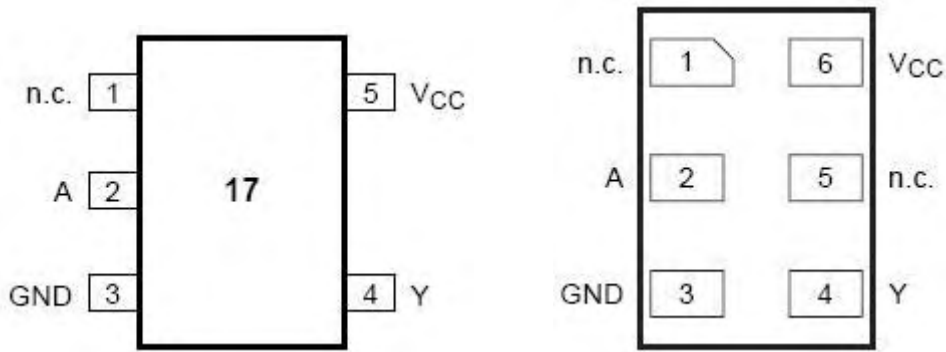 n.c. 1 5 VCC
A 2 17
GND 3 4 Y
n.c. 1 6 VCC
A 2 5 n.c.
GND 3 4 Y